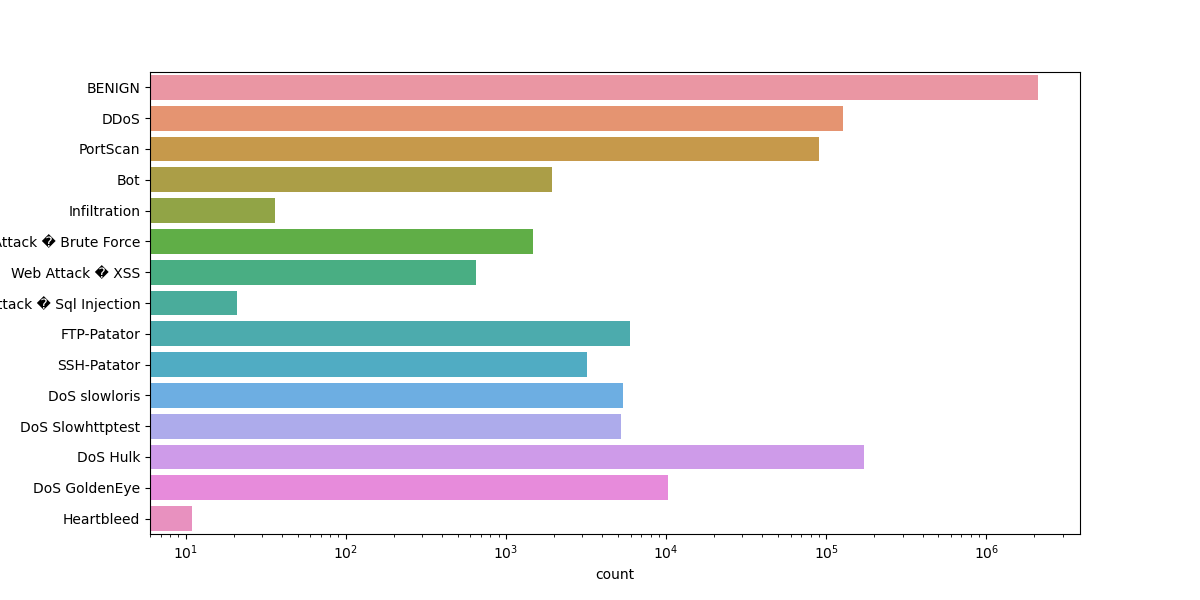 BENIGN
DDoS
PortScan
Bot
Infiltration
Attack � Brute Force
Web Attack � XSS
ttack � Sql Injection
FTP-Patator
SSH-Patator
DoS slowloris
DoS Slowhttptest
DoS Hulk
DoS GoldenEye
Heartbleed
10¹ 10² 10³ 10⁴ 10⁵ 10⁶
count